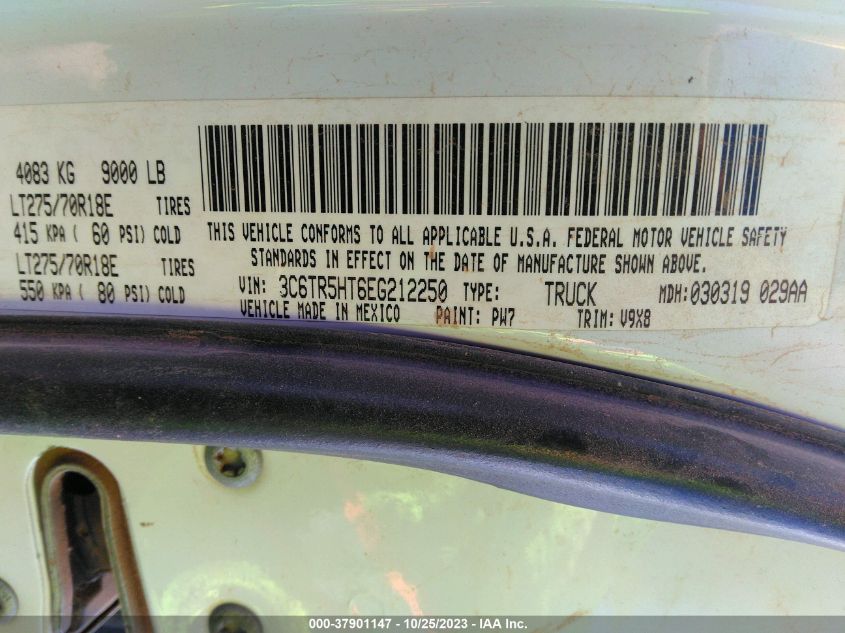 4083 KG 9000 LB
LT275/70R18E TIRES
415 KPA ( 60 PSI) COLD
LT275/70R18E TIRES
550 KPA ( 80 PSI) COLD
THIS VEHICLE CONFORMS TO ALL APPLICABLE U.S.A. FEDERAL MOTOR VEHICLE SAFETY
STANDARDS IN EFFECT ON THE DATE OF MANUFACTURE SHOWN ABOVE.
VIN: 3C6TR5HT6EG212250 TYPE: TRUCK MDH:030319 029AA
VEHICLE MADE IN MEXICO PAINT: PW7 TRIM: V9X8
000-37901147 - 10/25/2023 - IAA Inc.